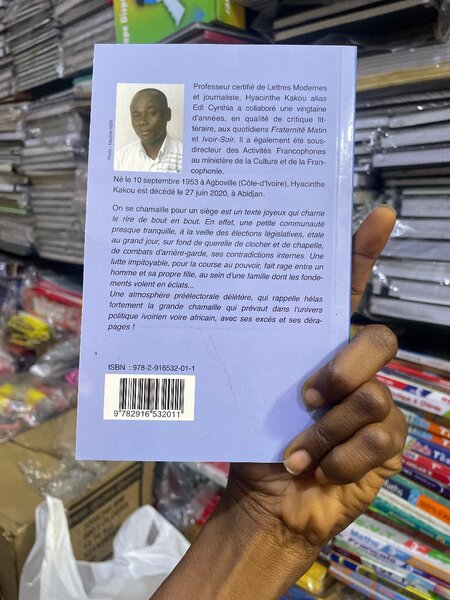 Professeur certifié de Lettres Modernes
et journaliste, Hyacinthe Kakou alias
Edi Cynthia a collaboré une vingtaine
d'années, en qualité de critique lit-
téraire, aux quotidiens Fraternité Matin
et Ivoir-Soir. Il a également été sous-
directeur des Activités Francophones
au ministère de la Culture et de la Fran-
cophonie.
Né le 10 septembre 1953 à Agboville (Côte-d'Ivoire), Hyacinthe
Kakou est décédé le 27 juin 2020, à Abidjan.
On se chamaille pour un siège est un texte joyeux qui charrie
le rire de bout en bout. En effet, une petite communauté
presque tranquille, à la veille des élections législatives, étale
au grand jour, sur fond de querelle de clocher et de chapelle,
de combats d'arrière-garde, ses contradictions internes. Une
lutte impitoyable, pour la course au pouvoir, fait rage entre un
homme et sa propre fille, au sein d'une famille dont les fonde-
ments volent en éclats...
Une atmosphère préélectorale délétère, qui rappelle hélas
fortement la grande chamaille qui prévaut dans l'univers
politique ivoirien voire africain, avec ses excès et ses déra-
pages !
ISBN : 978-2-916532-01-1
9 782916 532011